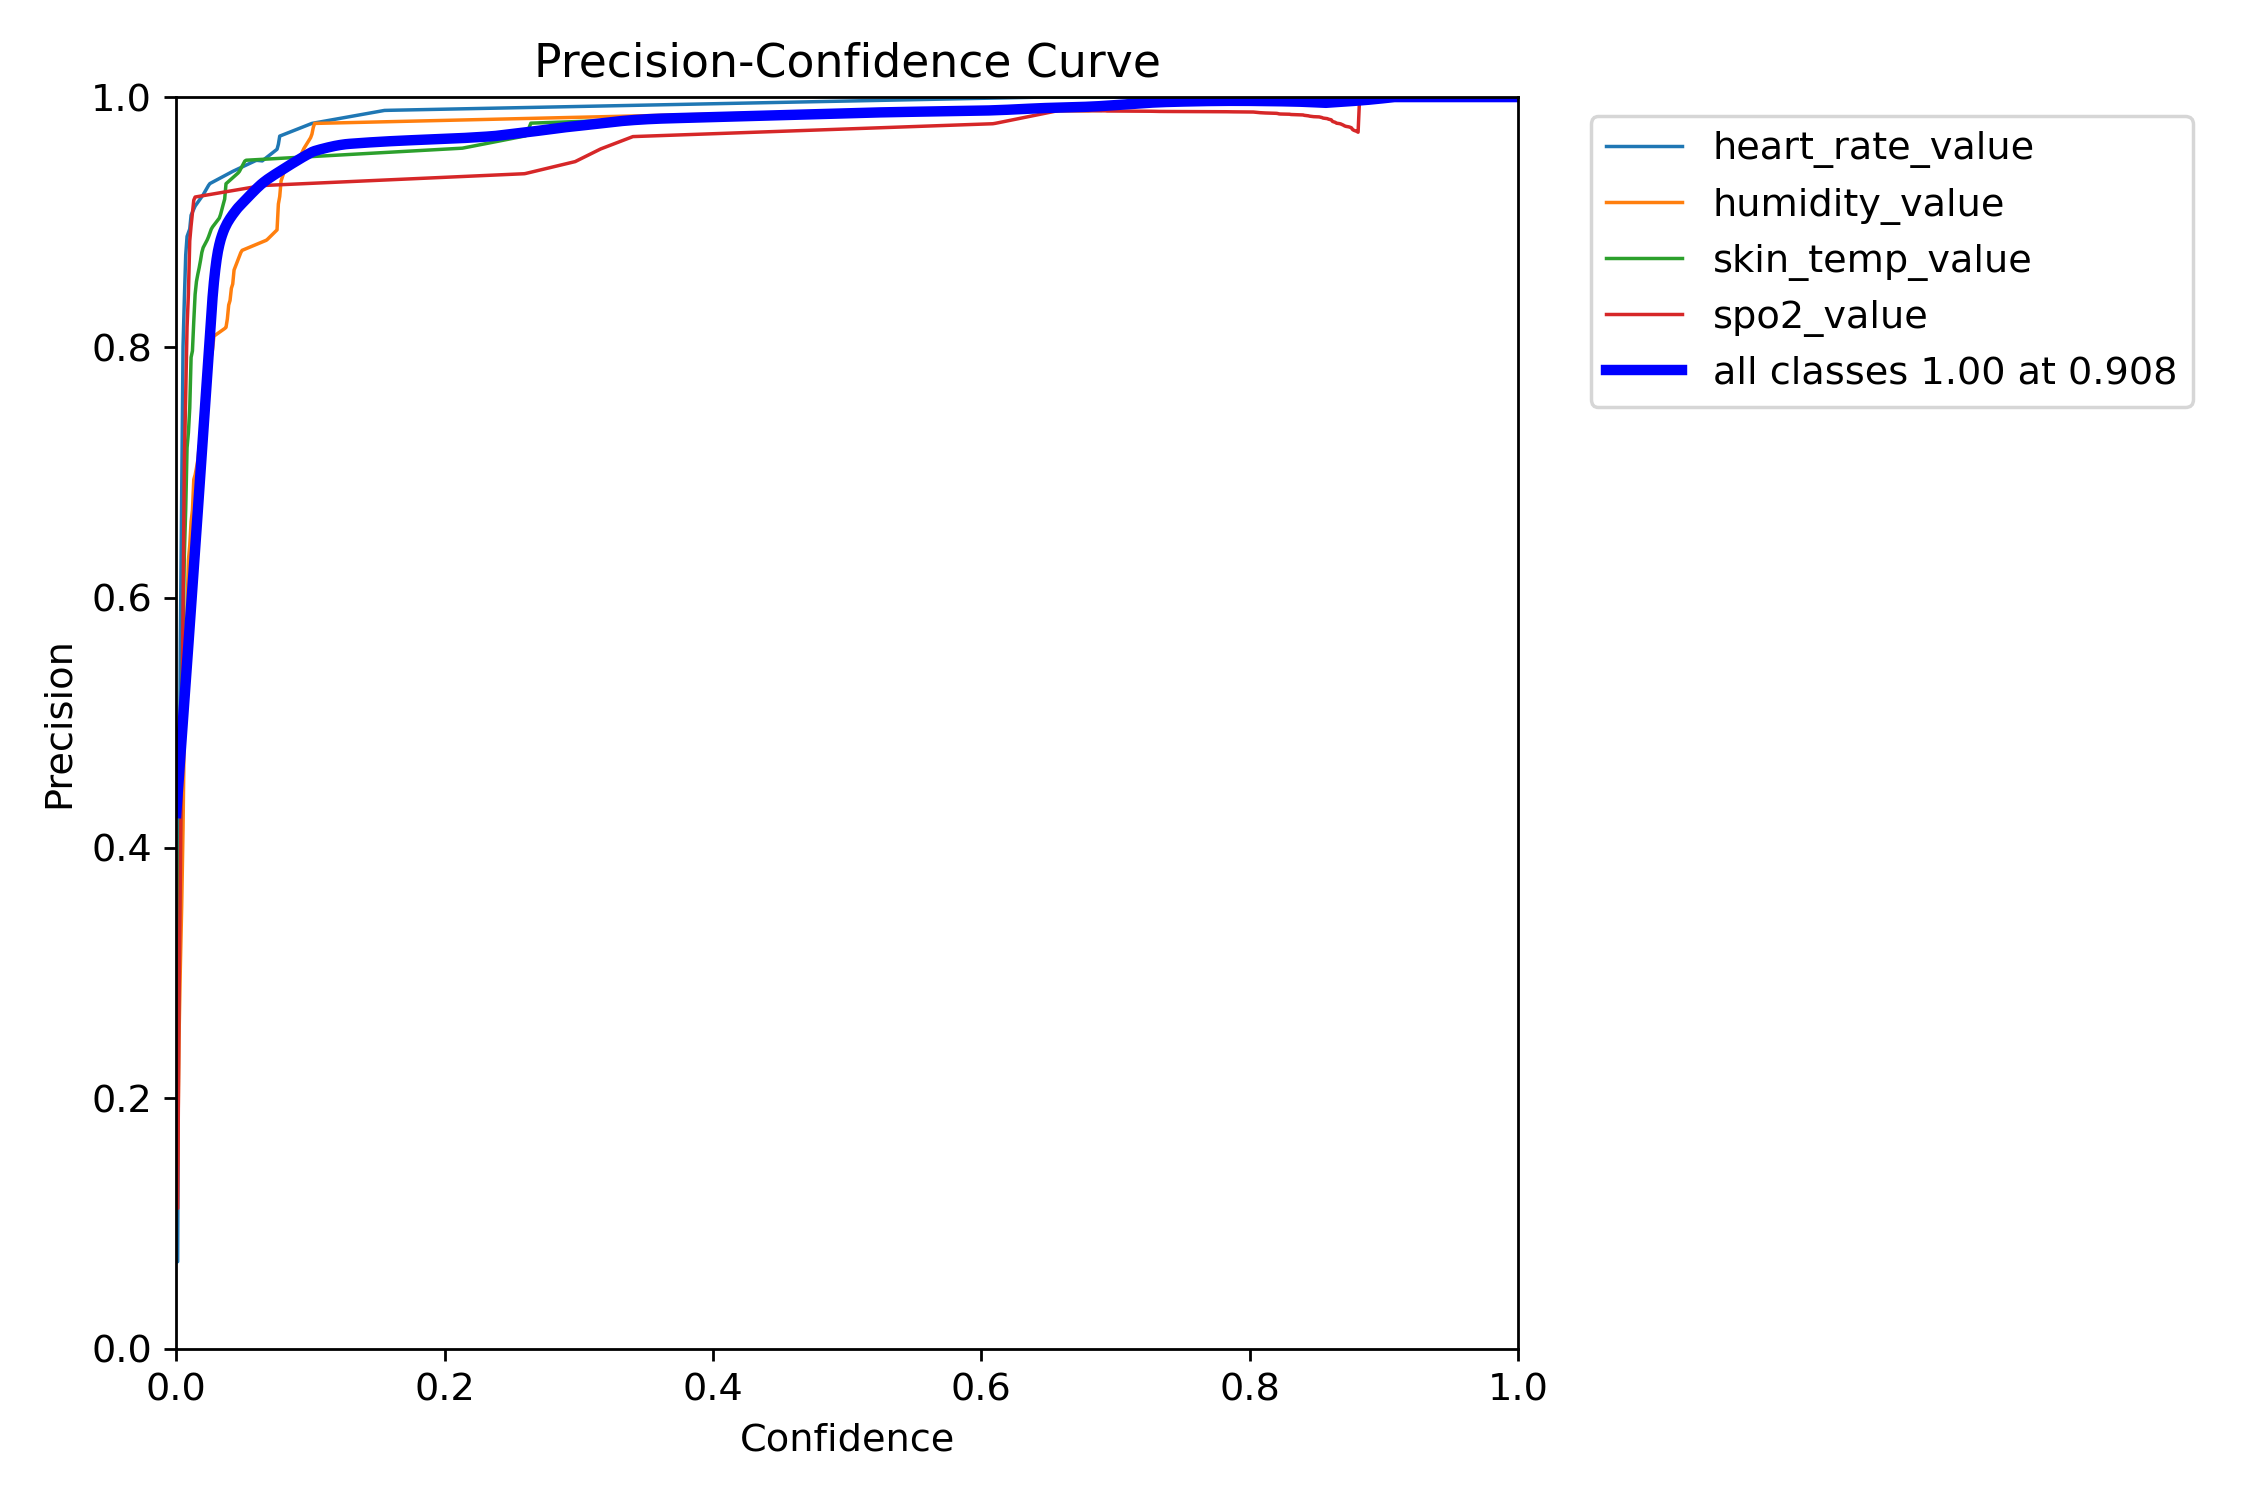 Precision-Confidence Curve
1.0
0.8
0.6
0.4
0.2
0.0
Precision
0.0 0.2 0.4 0.6 0.8 1.0
Confidence
heart_rate_value
humidity_value
skin_temp_value
spo2_value
all classes 1.00 at 0.908